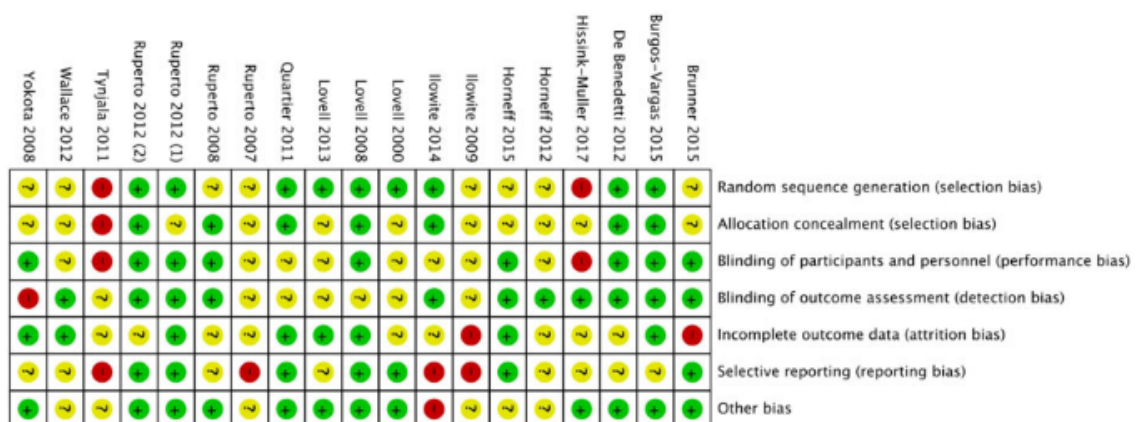 Yokota 2008
Wallace 2012
Tynjala 2011
Ruperto 2012 (2)
Ruperto 2012 (1)
Ruperto 2008
Ruperto 2007
Quartier 2011
Lovell 2013
Lovell 2008
Lovell 2000
Ilowite 2014
Ilowite 2009
Horneff 2015
Horneff 2012
Hissink-Muller 2017
De Benedetti 2012
Burgos-Vargas 2015
Brunner 2015
? ? - + + ? ? + + + + + ? ? ? - + + ? Random sequence generation (selection bias)
? ? - + ? + ? + ? + ? + ? ? ? ? + + ? Allocation concealment (selection bias)
+ ? - + + + ? ? ? + ? ? ? + ? - + + + Blinding of participants and personnel (performance bias)
- + ? + + + ? ? ? ? ? + ? + + + + + + Blinding of outcome assessment (detection bias)
+ + ? ? + ? ? + + + ? ? - + ? ? ? + - Incomplete outcome data (attrition bias)
? ? - + + ? - + ? + + - - + ? ? ? ? + Selective reporting (reporting bias)
+ ? ? + + + ? + + + + - ? ? ? + + + + Other bias